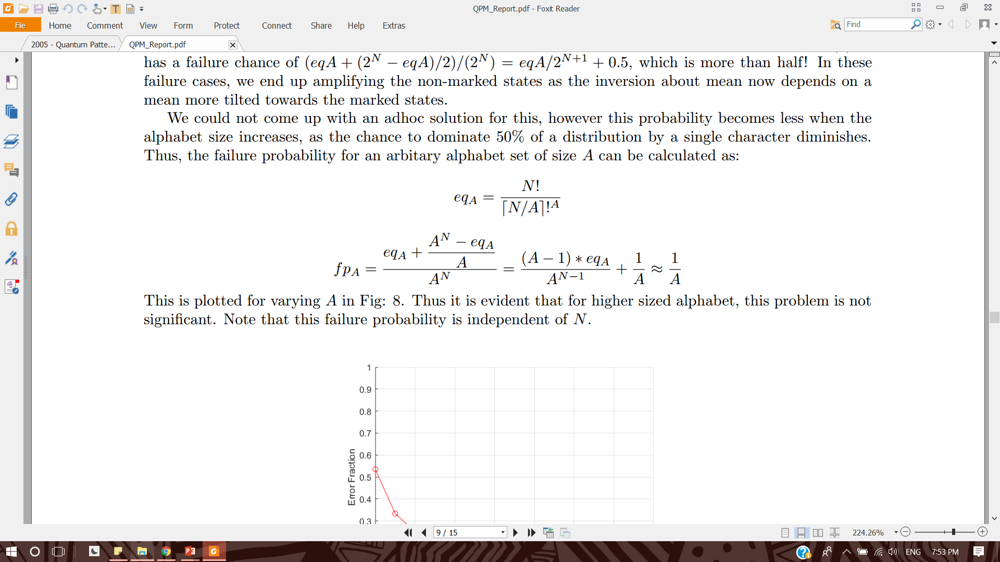 QPM_Report.pdf - Foxit Reader
File Home Comment View Form Protect Connect Share Help Extras
Find
2005 - Quantum Patte... QPM_Report.pdf
has a failure chance of (eqA + (2^N − eqA)/2)/(2^N) = eqA/2^{N+1} + 0.5, which is more than half! In these
failure cases, we end up amplifying the non-marked states as the inversion about mean now depends on a
mean more tilted towards the marked states.
We could not come up with an adhoc solution for this, however this probability becomes less when the
alphabet size increases, as the chance to dominate 50% of a distribution by a single character diminishes.
Thus, the failure probability for an arbitary alphabet set of size A can be calculated as:
eq_A = N! / ⌈N/A⌉!^A
fp_A = (eq_A + (A^N − eq_A)/A) / A^N = (A − 1) * eq_A / A^{N−1} + 1/A ≈ 1/A
This is plotted for varying A in Fig: 8. Thus it is evident that for higher sized alphabet, this problem is not
significant. Note that this failure probability is independent of N.
1
0.9
0.8
0.7
0.6
0.5
0.4
0.3
Error Fraction
9 / 15
224.26%
ENG 7:53 PM